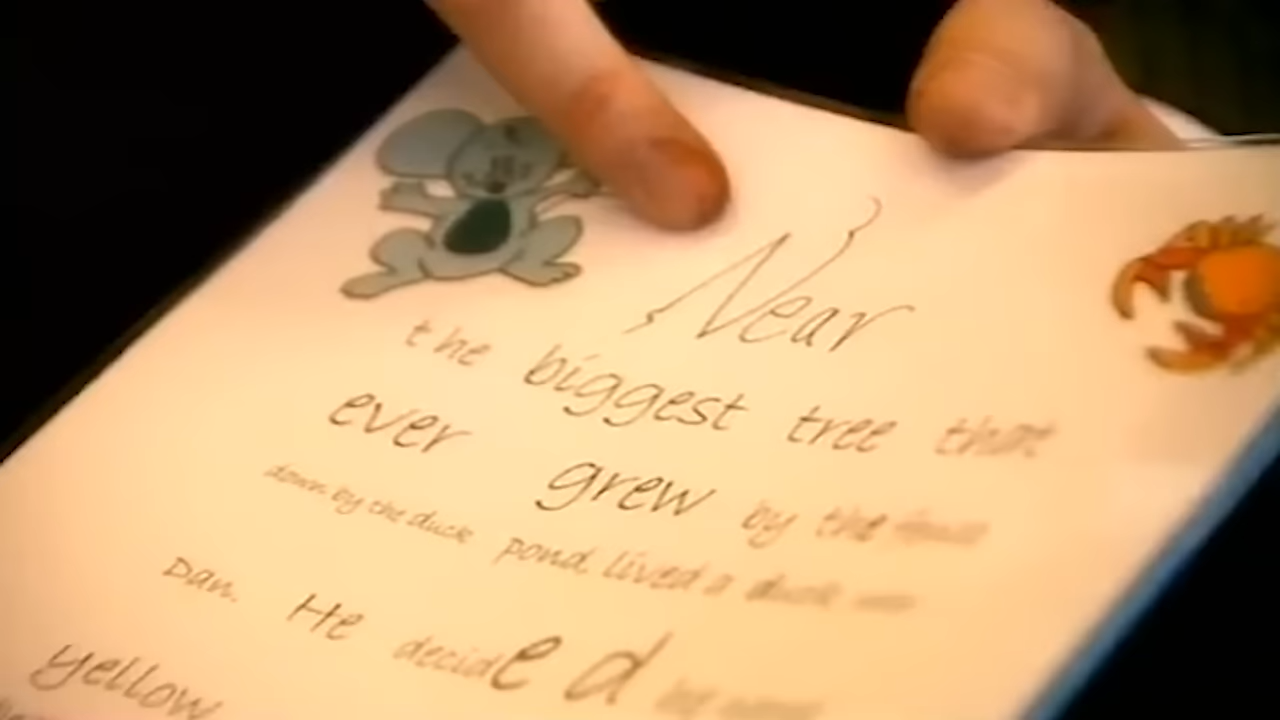 Near
the biggest tree that
ever grew by the
down by the duck pond, lived a duck
Dan. He decided
yellow